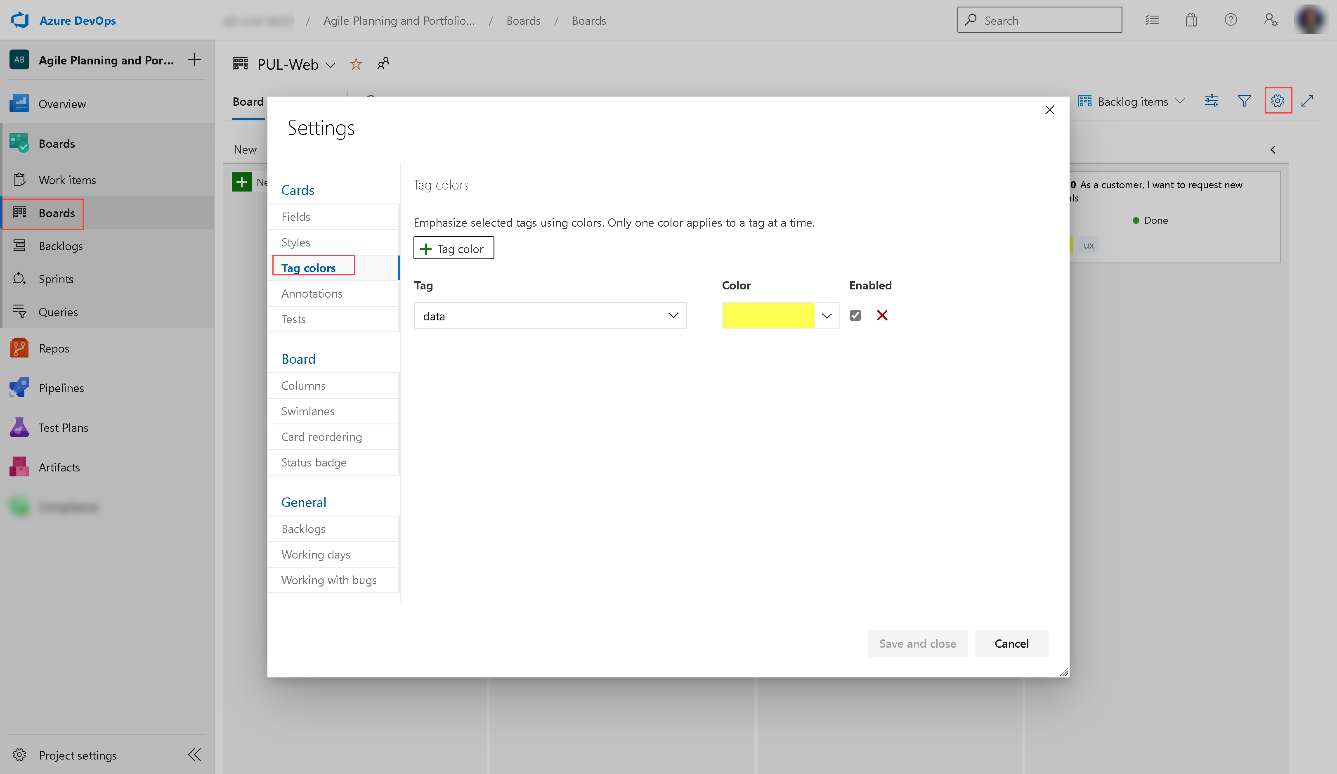 Azure DevOps
/ Agile Planning and Portfolio... / Boards / Boards
Search
AB Agile Planning and Por...
Overview
Boards
Work items
Boards
Backlogs
Sprints
Queries
Repos
Pipelines
Test Plans
Artifacts
Project settings
PUL-Web
Board
Backlog items
New
As a customer, I want to request new
Done
ux
Settings
Cards
Fields
Styles
Tag colors
Annotations
Tests
Board
Columns
Swimlanes
Card reordering
Status badge
General
Backlogs
Working days
Working with bugs
Tag colors
Emphasize selected tags using colors. Only one color applies to a tag at a time.
Tag color
Tag Color Enabled
data
Save and close Cancel